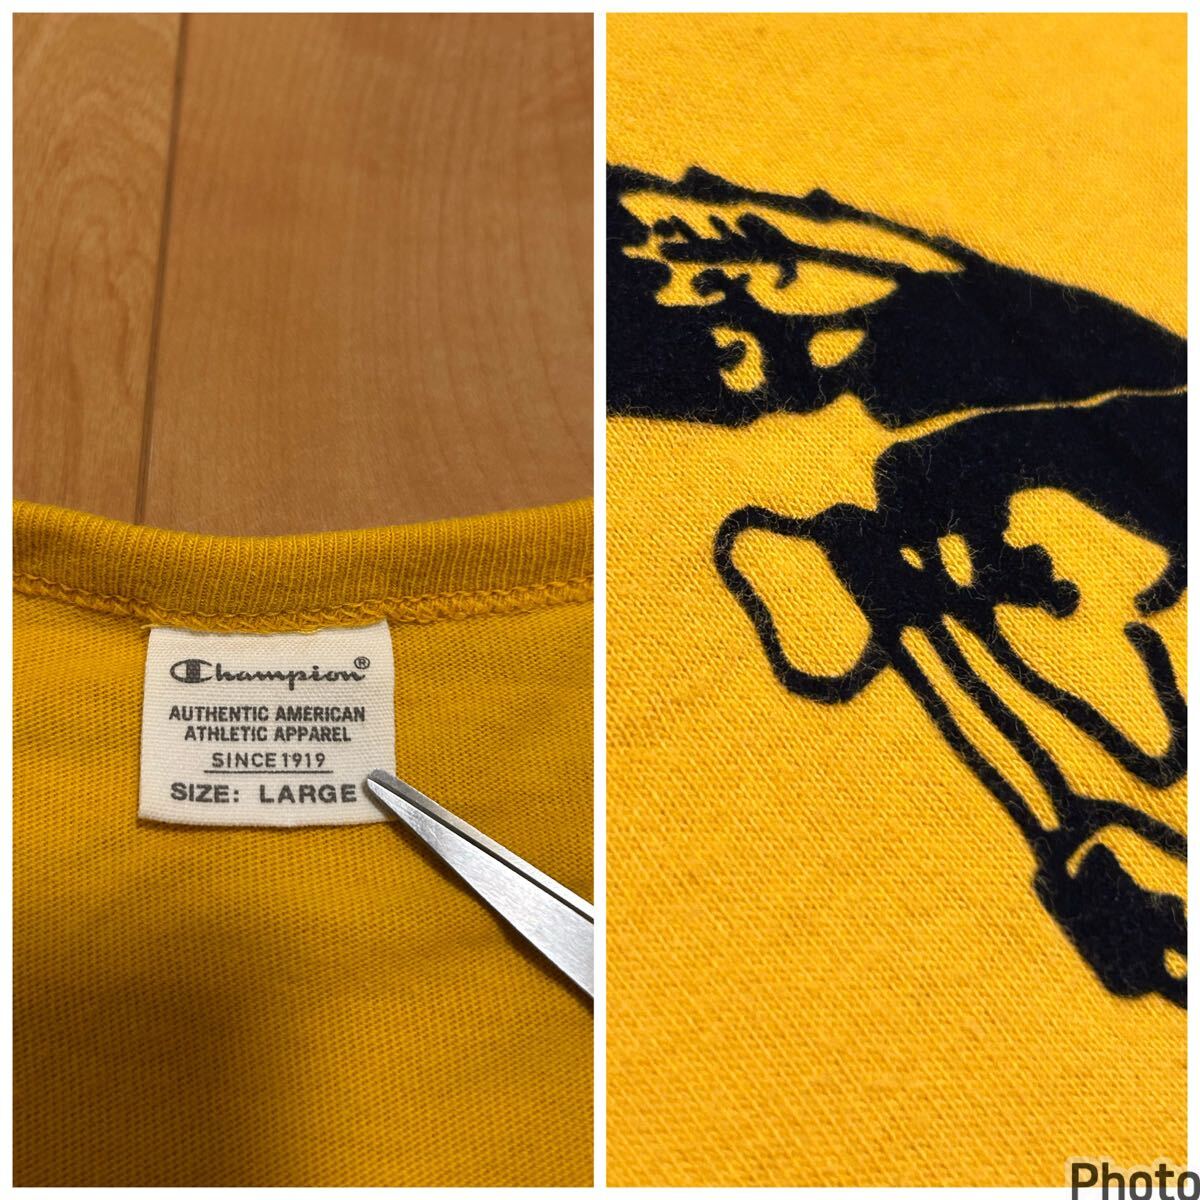 Champion®
AUTHENTIC AMERICAN
ATHLETIC APPAREL
SINCE 1919
SIZE: LARGE
Photo